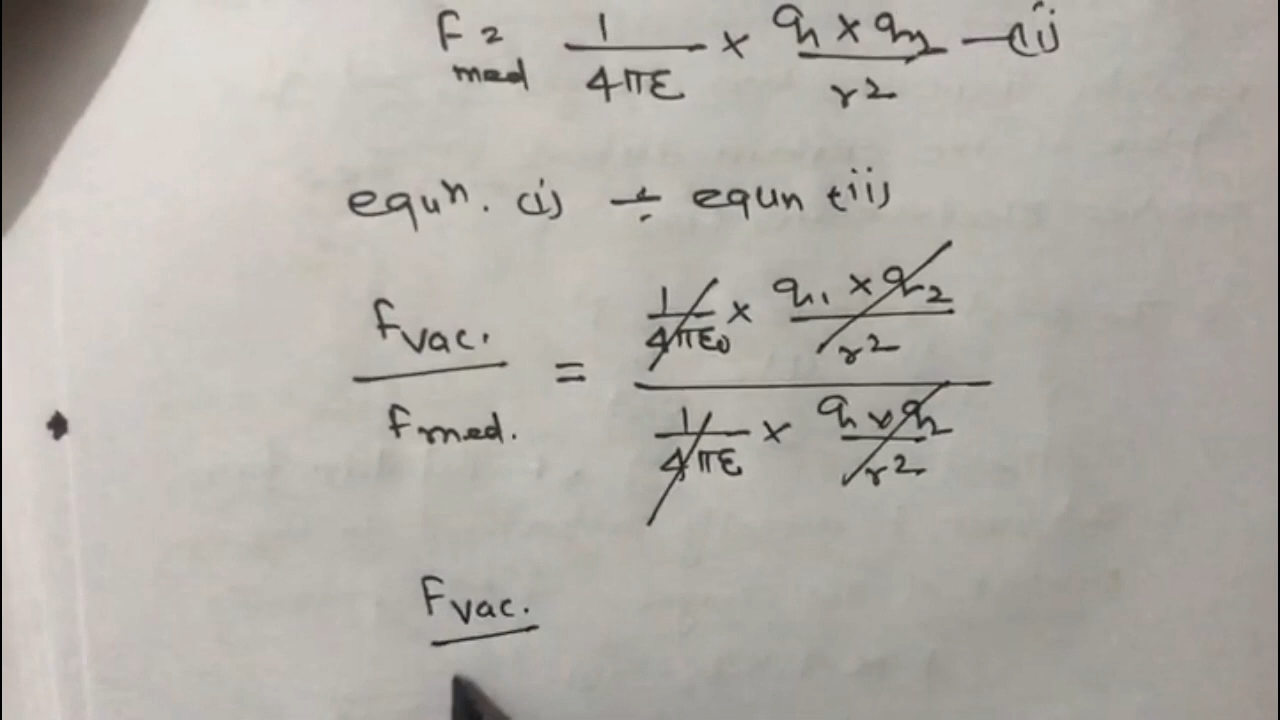 F med = 1/4πε × q1 × q2/r2 —(ii)
equn. (i) ÷ equn (ii)
Fvac./Fmed. = 1/4πε0 × q1 × q2/r2 / 1/4πε × q1 × q2/r2
Fvac.